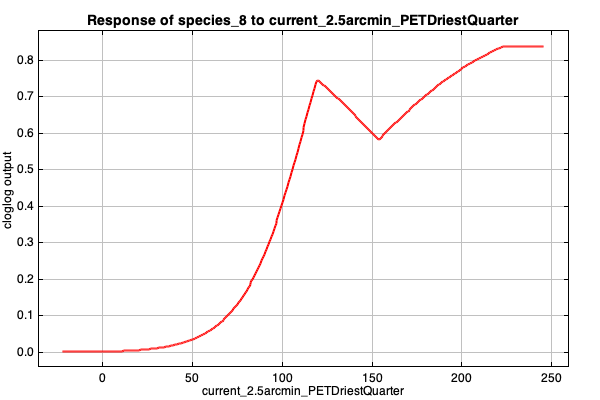 Response of species_8 to current_2.5arcmin_PETDriestQuarter
cloglog output
0.8
0.7
0.6
0.5
0.4
0.3
0.2
0.1
0.0
0 50 100 150 200 250
current_2.5arcmin_PETDriestQuarter